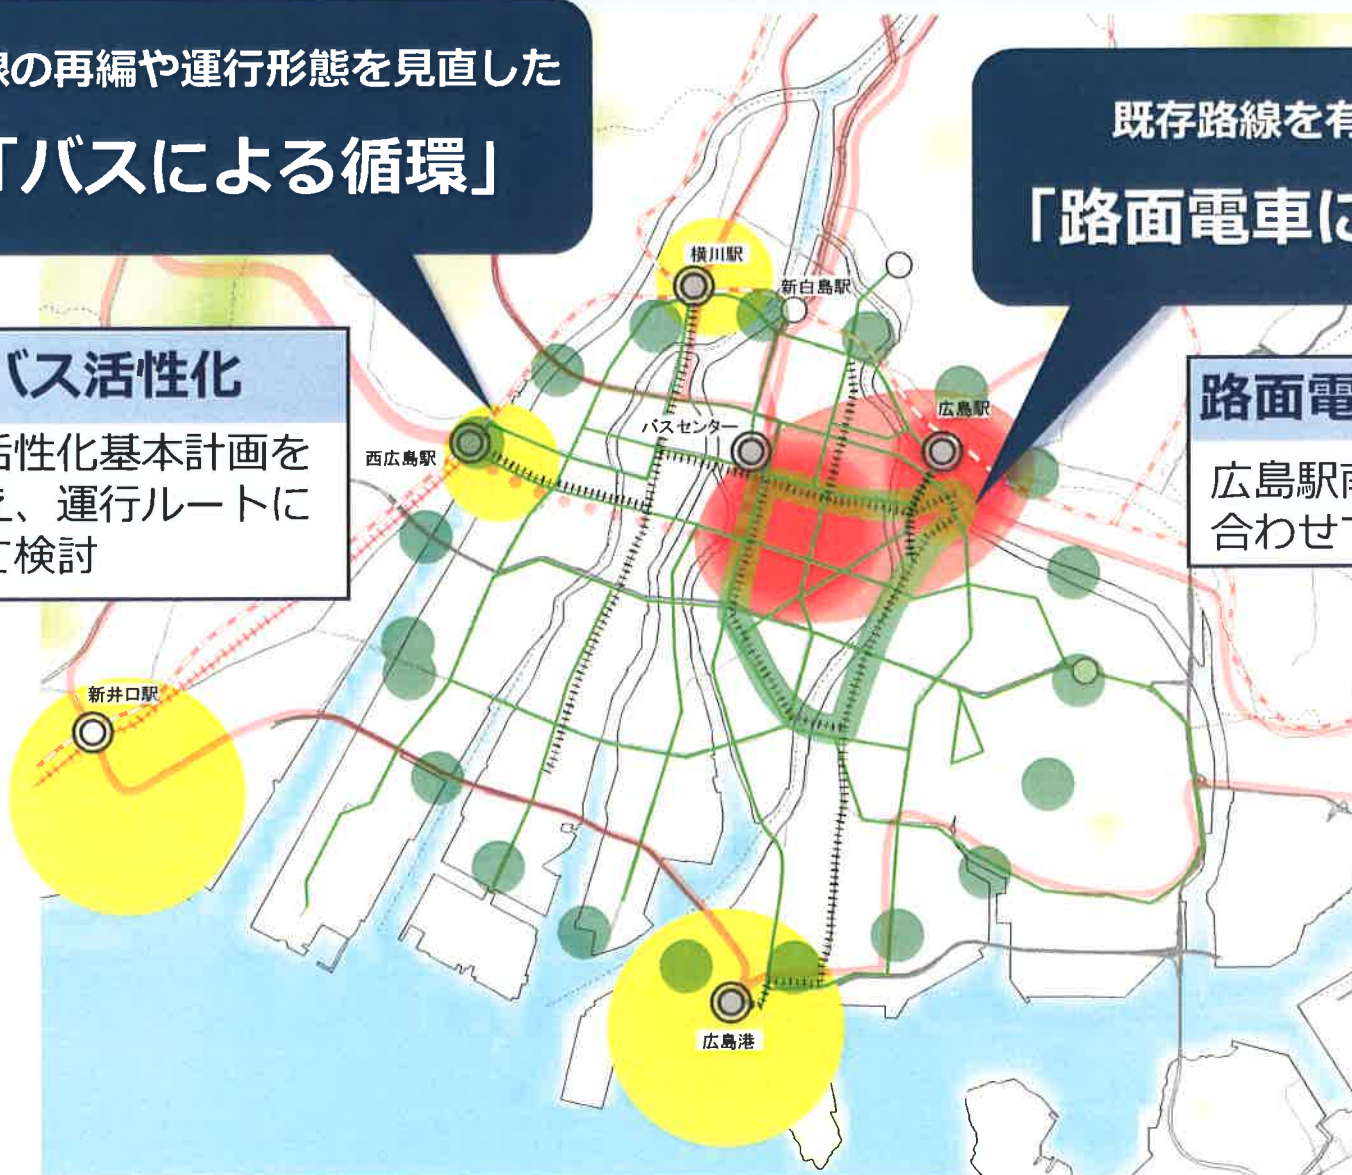 線の再編や運行形態を見直した
「バスによる循環」
既存路線を有
「路面電車に
バス活性化
活性化基本計画を
え、運行ルートに
て検討
路面電
広島駅南
合わせて
横川駅
新白島駅
広島駅
バスセンター
西広島駅
新井口駅
広島港